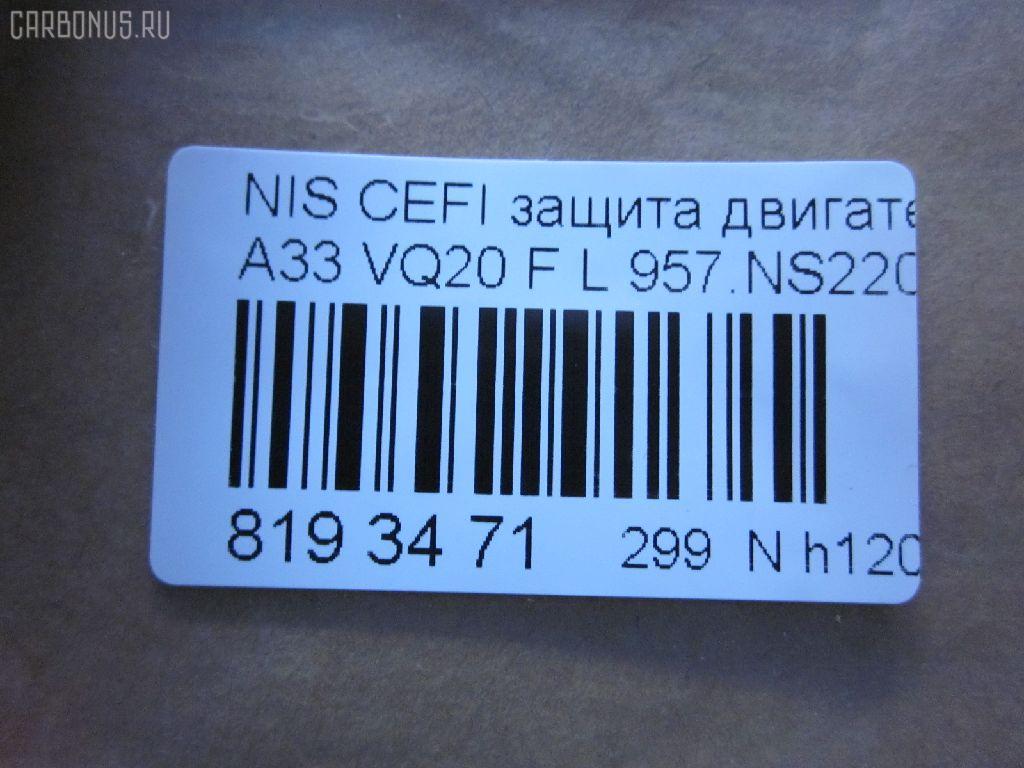 CARBONUS.RU
NIS CEFI защита двигате
A33 VQ20 F L 957.NS220
819 34 71 299 N h120